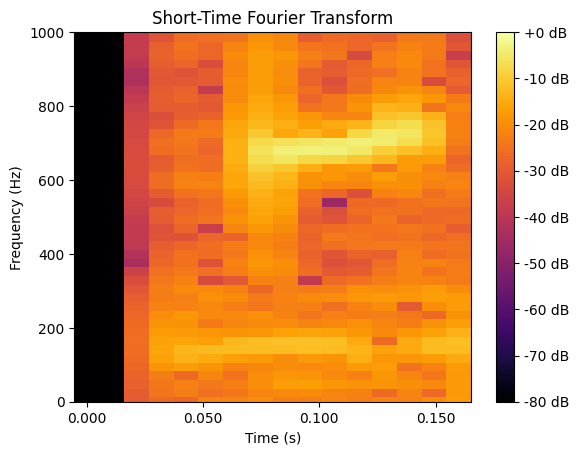 Short-Time Fourier Transform
1000
800
600
400
200
0
Frequency (Hz)
0.000
0.050
0.100
0.150
Time (s)
+0 dB
-10 dB
-20 dB
-30 dB
-40 dB
-50 dB
-60 dB
-70 dB
-80 dB